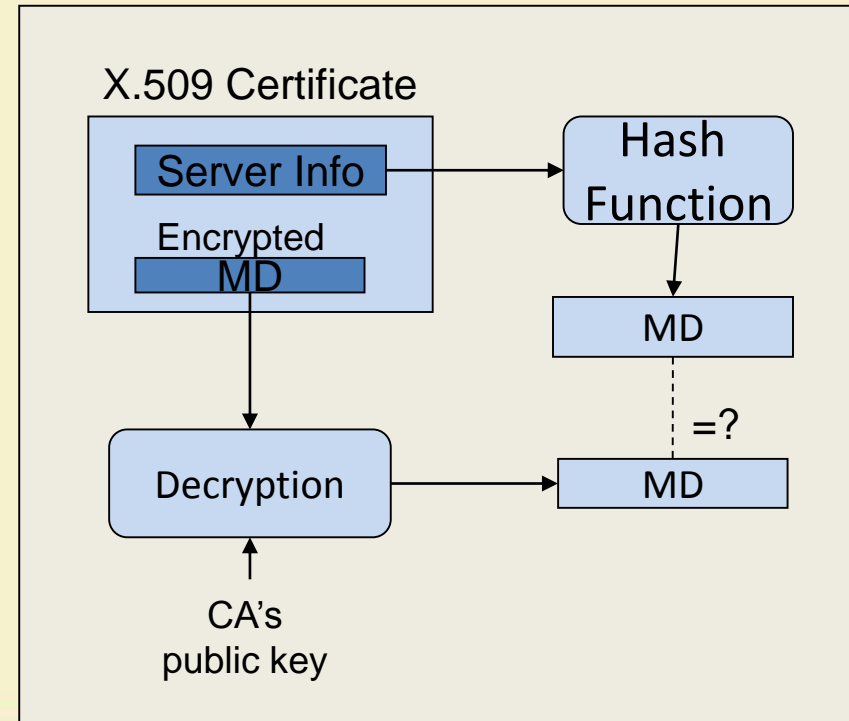 X.509 Certificate
Server Info
Encrypted
MD
Hash
Function
MD
=?
MD
Decryption
CA's
public key